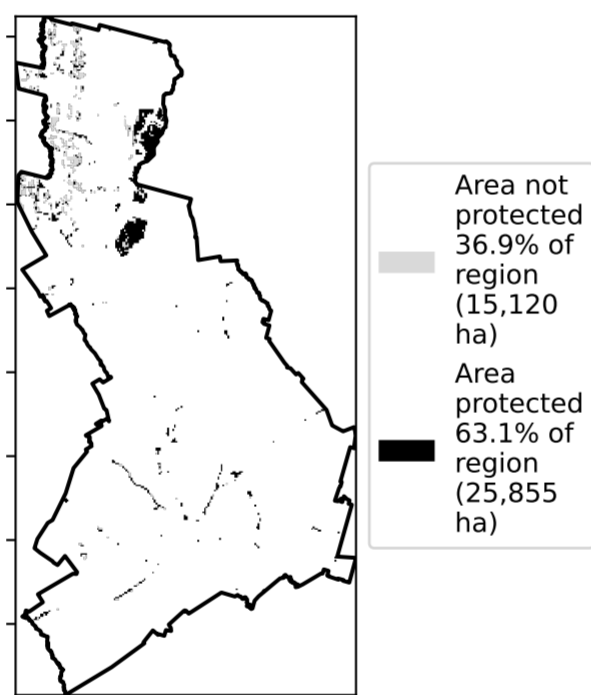 Area not
protected
36.9% of
region
(15,120
ha)
Area
protected
63.1% of
region
(25,855
ha)